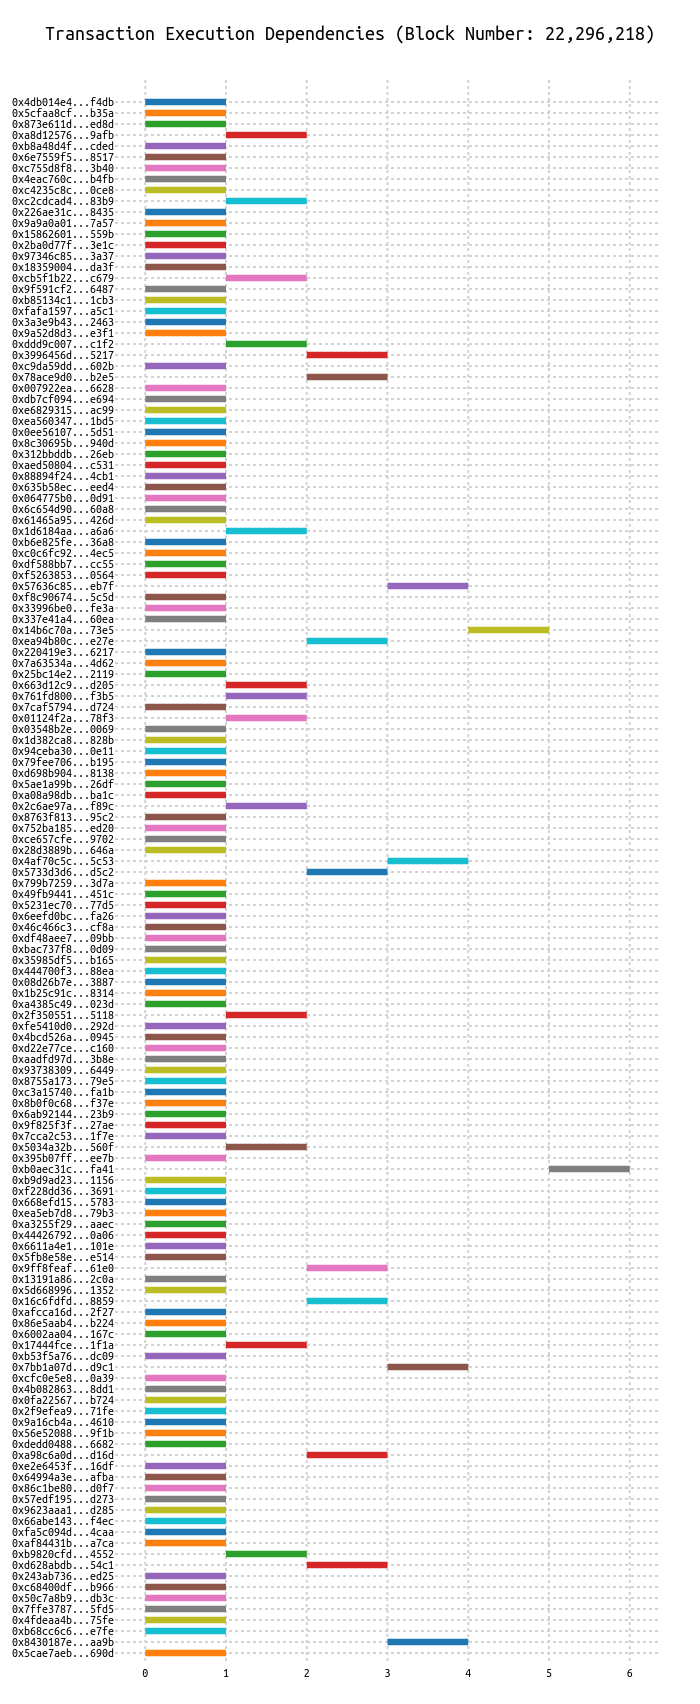 Transaction Execution Dependencies (Block Number: 22,296,218)
0x4db014e4...f4db
0x5cfaa8cf...b35a
0x873e611d...ed8d
0xa8d12576...9afb
0xb8a48d4f...cded
0x6e7559f5...8517
0xc755d8f8...3b40
0x4eac760c...b4fb
0xc4235c8c...0ce8
0xc2cdcad4...83b9
0x226ae31c...8435
0x9a9a0a01...7a57
0x15862601...559b
0x2ba0d77f...3e1c
0x97346c85...3a37
0x18359004...da3f
0xcb5f1b22...c679
0x9f591cf2...6487
0xb85134c1...1cb3
0xfafa1597...a5c1
0x3a3e9b43...2463
0x9a52d8d3...e3f1
0xddd9c007...c1f2
0x3996456d...5217
0xc9da59dd...602b
0x78ace9d0...b2e5
0x007922ea...6628
0xdb7cf094...e694
0xe6829315...ac99
0xea560347...1bd5
0x0ee56107...5d51
0x8c30695b...940d
0x312bbddb...26eb
0xaed50804...c531
0x88894f24...4cb1
0x635b58ec...eed4
0x064775b0...0d91
0x6c654d90...60a8
0x61465a95...426d
0x1d6184aa...a6a6
0xb6e825fe...36a8
0xc0c6fc92...4ec5
0xdf588bb7...cc55
0xf5263853...0564
0x57636c85...eb7f
0xf8c90674...5c5d
0x33996be0...fe3a
0x337e41a4...60ea
0x14b6c70a...73e5
0xea94b80c...e27e
0x220419e3...6217
0x7a63534a...4d62
0x25bc14e2...2119
0x663d12c9...d205
0x761fd800...f3b5
0x7caf5794...d724
0x01124f2a...78f3
0x03548b2e...0069
0x1d382ca8...828b
0x94ceba30...0e11
0x79fee706...b195
0xd698b904...8138
0x5ae1a99b...26df
0xa08a98db...ba1c
0x2c6ae97a...f89c
0x8763f813...95c2
0x752ba185...ed20
0xce657cfe...9702
0x28d3889b...646a
0x4af70c5c...5c53
0x5733d3d6...d5c2
0x799b7259...3d7a
0x49fb9441...451c
0x5231ec70...77d5
0x6eefd0bc...fa26
0x46c466c3...cf8a
0xdf48aee7...09bb
0xbac737f8...0d09
0x35985df5...b165
0x444700f3...88ea
0x08d26b7e...3887
0x1b25c91c...8314
0xa4385c49...023d
0x2f350551...5118
0xfe5410d0...292d
0x4bcd526a...0945
0xd22e77ce...c160
0xaadfd97d...3b8e
0x93738309...6449
0x8755a173...79e5
0xc3a15740...fa1b
0x8b0f0c68...f37e
0x6ab92144...23b9
0x9f825f3f...27ae
0x7cca2c53...1f7e
0x5034a32b...560f
0x395b07ff...ee7b
0xb0aec31c...fa41
0xb9d9ad23...1156
0xf228dd36...3691
0x668efd15...5783
0xea5eb7d8...79b3
0xa3255f29...aaec
0x44426792...0a06
0x6611a4e1...101e
0x5fb8e58e...e514
0x9ff8feaf...61e0
0x13191a86...2c0a
0x5d668996...1352
0x16c6fdfd...8859
0xafcca16d...2f27
0x86e5aab4...b224
0x6002aa04...167c
0x17444fce...1f1a
0xb53f5a76...dc09
0x7bb1a07d...d9c1
0xcfc0e5e8...0a39
0x4b082863...8dd1
0x0fa22567...b724
0x2f9efea9...71fe
0x9a16cb4a...4610
0x56e52088...9f1b
0xdedd0488...6682
0xa98c6a0d...d16d
0xe2e6453f...16df
0x64994a3e...afba
0x86c1be80...d0f7
0x57edf195...d273
0x9623aaa1...d285
0x66abe143...f4ec
0xfa5c094d...4caa
0xaf84431b...a7ca
0xb9820cfd...4552
0xd628abdb...54c1
0x243ab736...ed25
0xc68400df...b966
0x50c7a8b9...db3c
0x7ffe3787...5fd5
0x4fdeaa4b...75fe
0xb68cc6c6...e7fe
0x8430187e...aa9b
0x5cae7aeb...690d
0 1 2 3 4 5 6